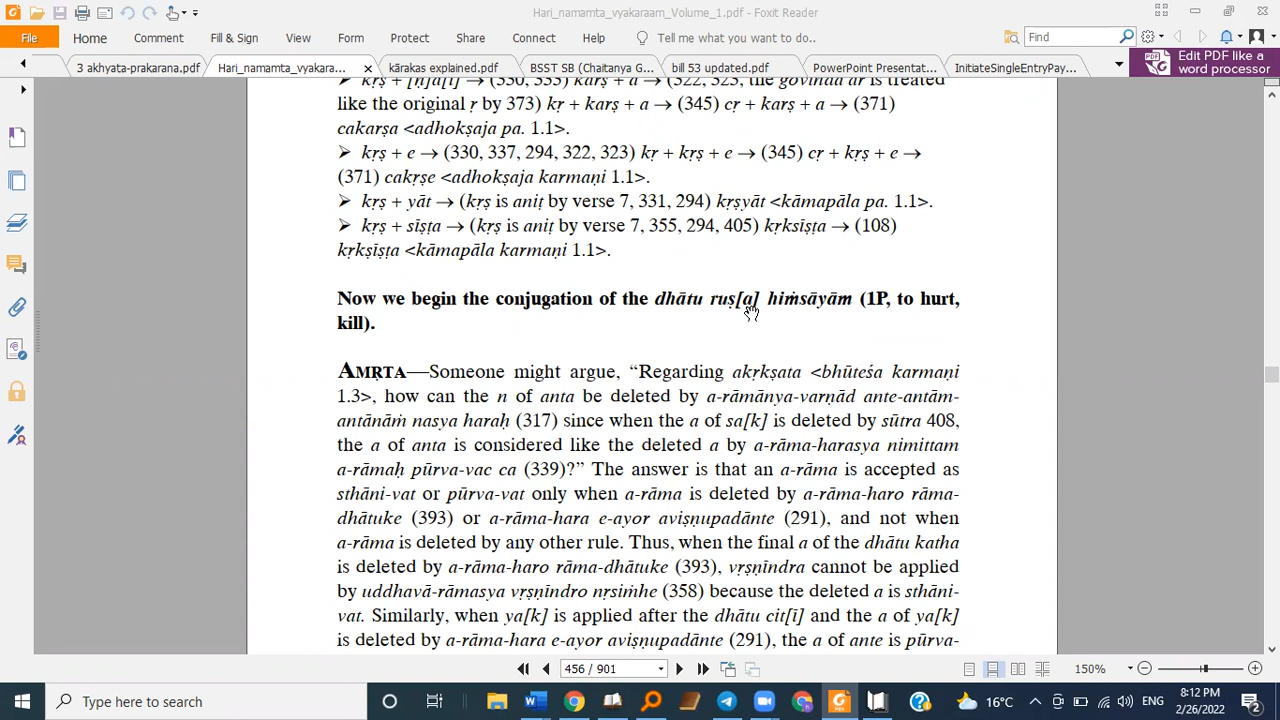 Hari_namamta_vyakaraam_Volume_1.pdf - Foxit Reader
File Home Comment Fill & Sign View Form Protect Share Connect Help Tell me what you want to do.. Find
3 akhyata-prakarana.pdf Hari_namamta_vyakara... kārakas explained.pdf BSST SB (Chaitanya G... bill 53 updated.pdf PowerPoint Presentat... InitiateSingleEntryPay... Edit PDF like a
word processor
➢ kṛṣ + [ṇ]a[l] → (330, 335) karṣ + a → (322, 323, the govinda ar is treated
like the original ṛ by 373) kṛ + karṣ + a → (345) cṛ + karṣ + a → (371)
cakarṣa <adhokṣaja pa. 1.1>.
➢ kṛṣ + e → (330, 337, 294, 322, 323) kṛ + kṛṣ + e → (345) cṛ + kṛṣ + e →
(371) cakṛṣe <adhokṣaja karmaṇi 1.1>.
➢ kṛṣ + yāt → (kṛṣ is aniṭ by verse 7, 331, 294) kṛṣyāt <kāmapāla pa. 1.1>.
➢ kṛṣ + sīṣṭa → (kṛṣ is aniṭ by verse 7, 355, 294, 405) kṛksīṣṭa → (108)
kṛkṣīṣṭa <kāmapāla karmaṇi 1.1>.
Now we begin the conjugation of the dhātu ruṣ[a] hiṁsāyām (1P, to hurt,
kill).
AMṚTA—Someone might argue, “Regarding akṛkṣata <bhūteśa karmaṇi
1.3>, how can the n of anta be deleted by a-rāmānya-varṇād ante-antām-
antānāṁ nasya haraḥ (317) since when the a of sa[k] is deleted by sūtra 408,
the a of anta is considered like the deleted a by a-rāma-harasya nimittam
a-rāmaḥ pūrva-vac ca (339)?” The answer is that an a-rāma is accepted as
sthāni-vat or pūrva-vat only when a-rāma is deleted by a-rāma-haro rāma-
dhātuke (393) or a-rāma-hara e-ayor aviṣṇupadānte (291), and not when
a-rāma is deleted by any other rule. Thus, when the final a of the dhātu katha
is deleted by a-rāma-haro rāma-dhātuke (393), vṛṣṇīndra cannot be applied
by uddhavā-rāmasya vṛṣṇīndro nṛsiṁhe (358) because the deleted a is sthāni-
vat. Similarly, when ya[k] is applied after the dhātu cit[ī] and the a of ya[k]
is deleted by a-rāma-hara e-ayor aviṣṇupadānte (291), the a of ante is pūrva-
456 / 901 150%
Type here to search 16°C ENG 8:12 PM
2/26/2022 2